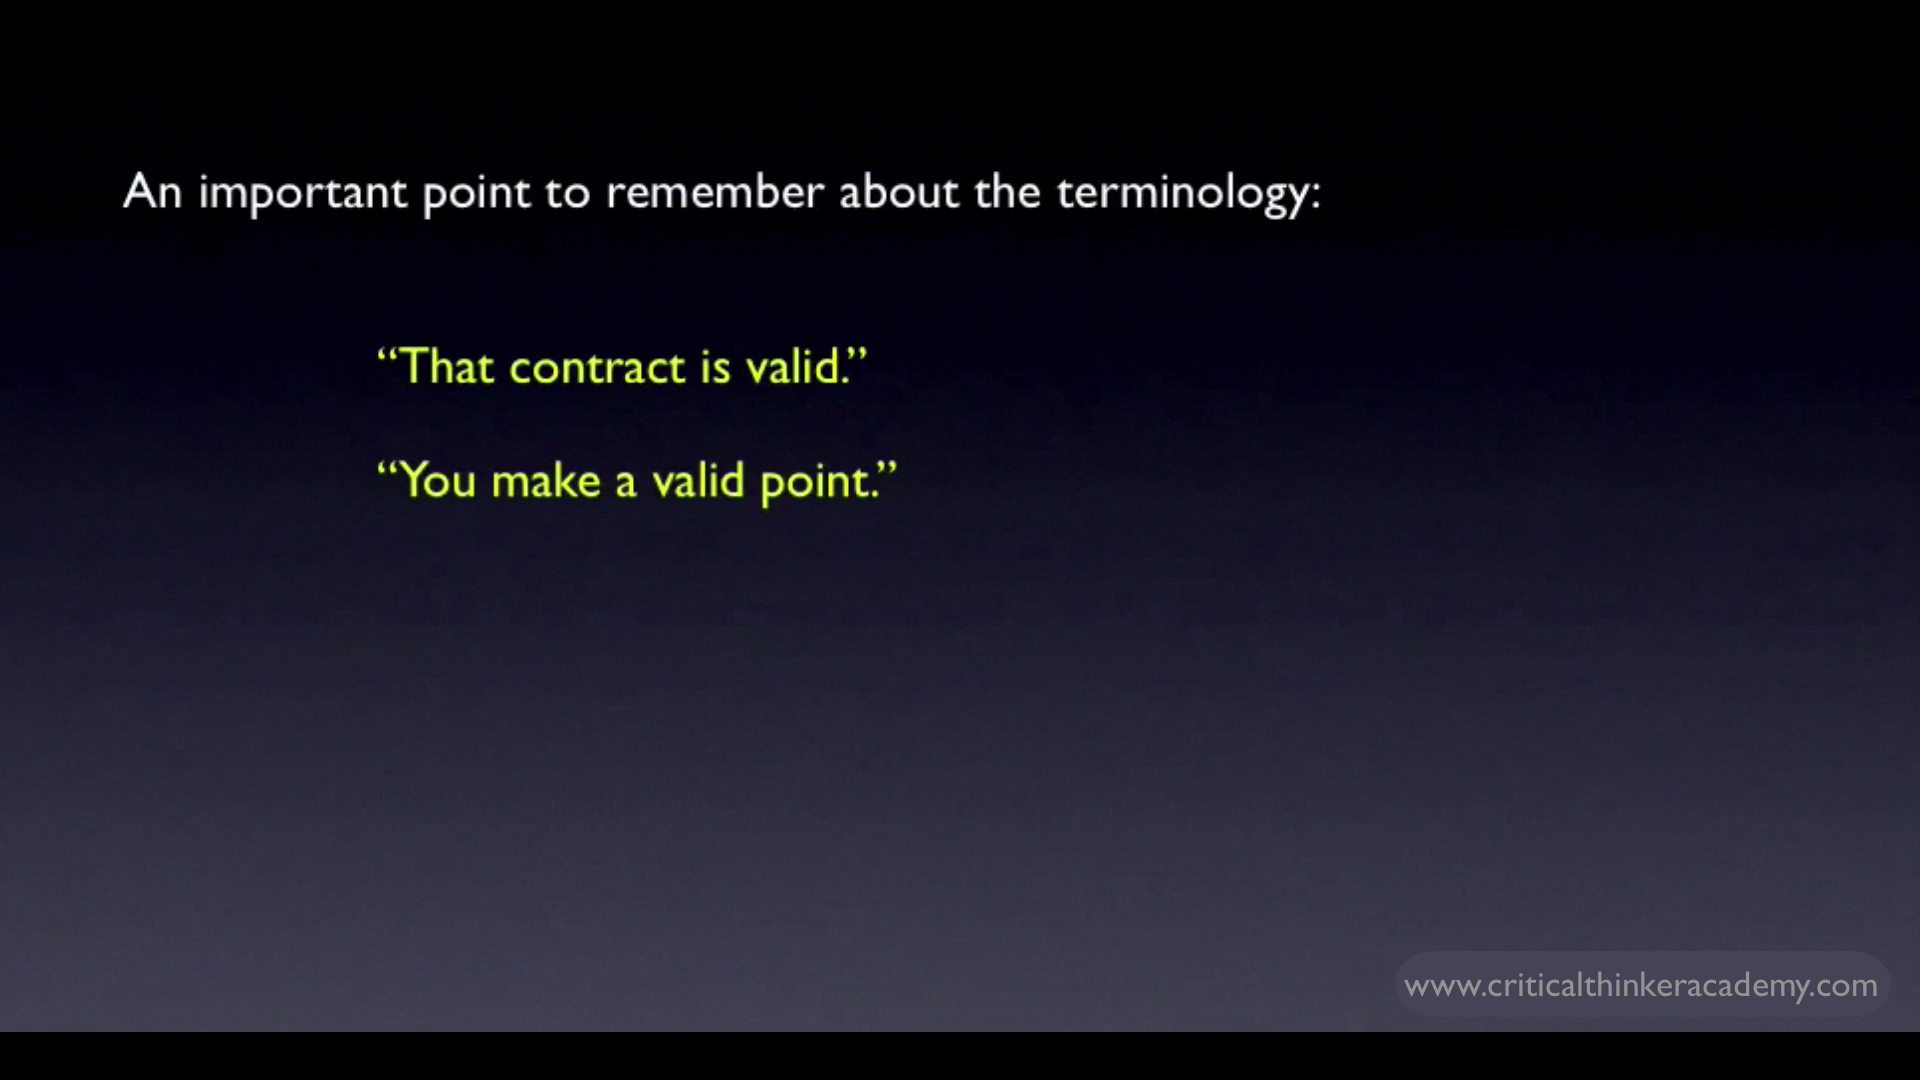 An important point to remember about the terminology:
“That contract is valid.”
“You make a valid point.”
www.criticalthinkeracademy.com